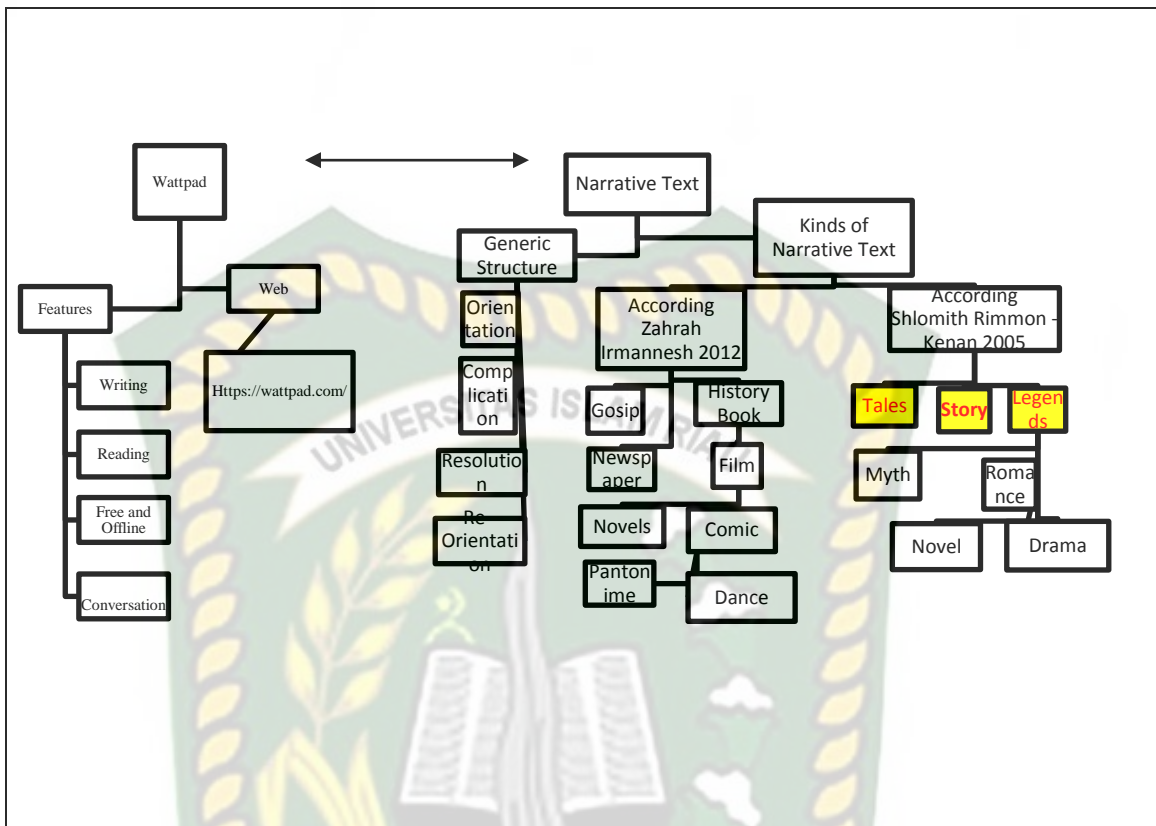 Wattpad
Features
Web
Https://wattpad.com/
Writing
Reading
Free and
Offline
Conversation
Narrative Text
Generic
Structure
Orien
tation
Comp
licati
on
Resolutio
n
Re-
Orientati
on
Kinds of
Narrative Text
According
Zahrah
Irmannesh 2012
Gosip
History
Book
Newsp
aper
Film
Novels
Comic
Panton
ime
Dance
According
Shlomith Rimmon -
Kenan 2005
Tales
Story
Legen
ds
Myth
Roma
nce
Novel
Drama
UNIVERSITAS ISLAM RIAU